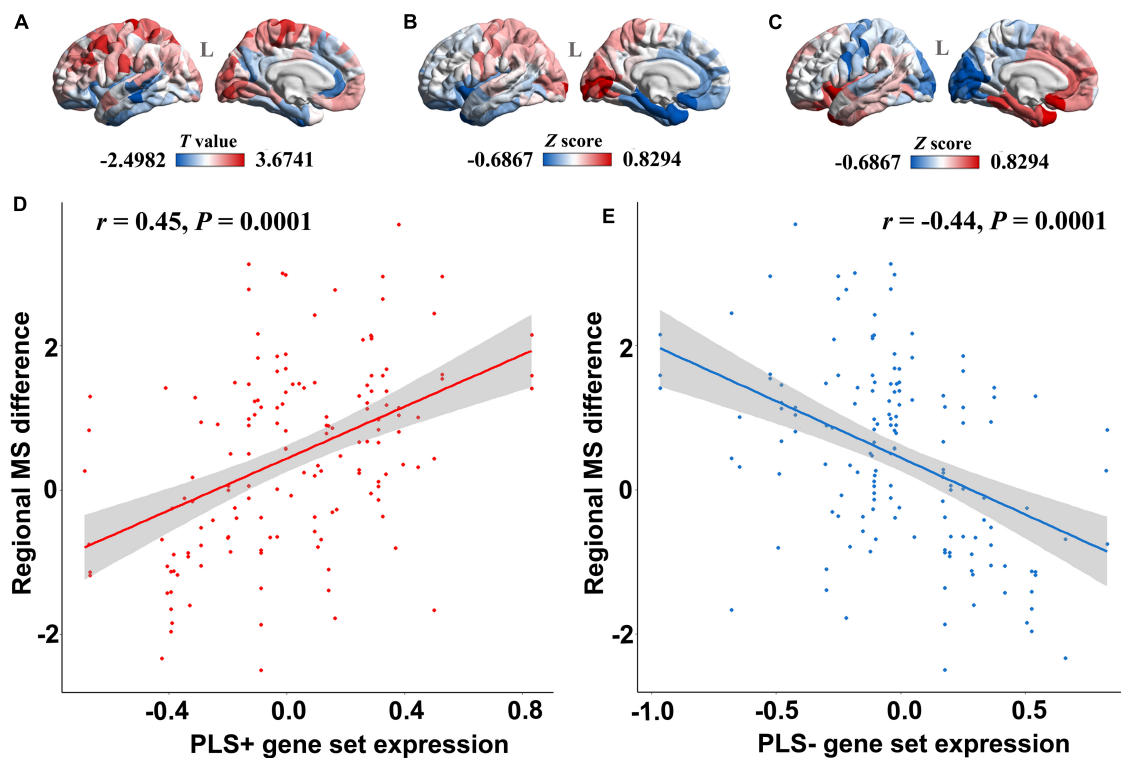 A
L
T value
-2.4982 3.6741
B
L
Z score
-0.6867 0.8294
C
L
Z score
-0.6867 0.8294
D
r = 0.45, P = 0.0001
Regional MS difference
2
0
-2
-0.4 0.0 0.4 0.8
PLS+ gene set expression
E
r = -0.44, P = 0.0001
Regional MS difference
2
0
-2
-1.0 -0.5 0.0 0.5
PLS- gene set expression